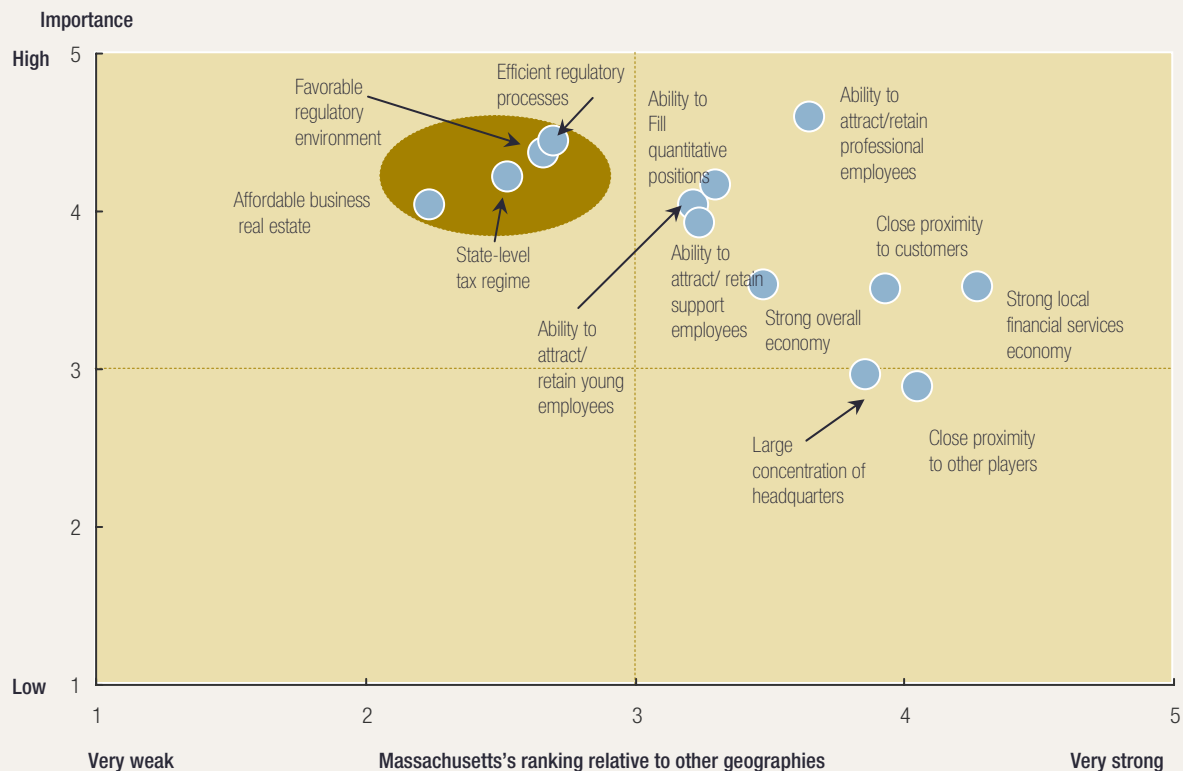 Importance
High
5
Efficient regulatory
processes
Favorable
regulatory
environment
Ability to
Fill
quantitative
positions
Ability to
attract/retain
professional
employees
4
Affordable business
real estate
State-level
tax regime
Ability to
attract/ retain
support
employees
Close proximity
to customers
Strong overall
economy
Strong local
financial services
economy
Ability to
attract/
retain young
employees
3
Large
concentration of
headquarters
Close proximity
to other players
2
Low
1
1
2
3
4
5
Very weak
Massachusetts's ranking relative to other geographies
Very strong